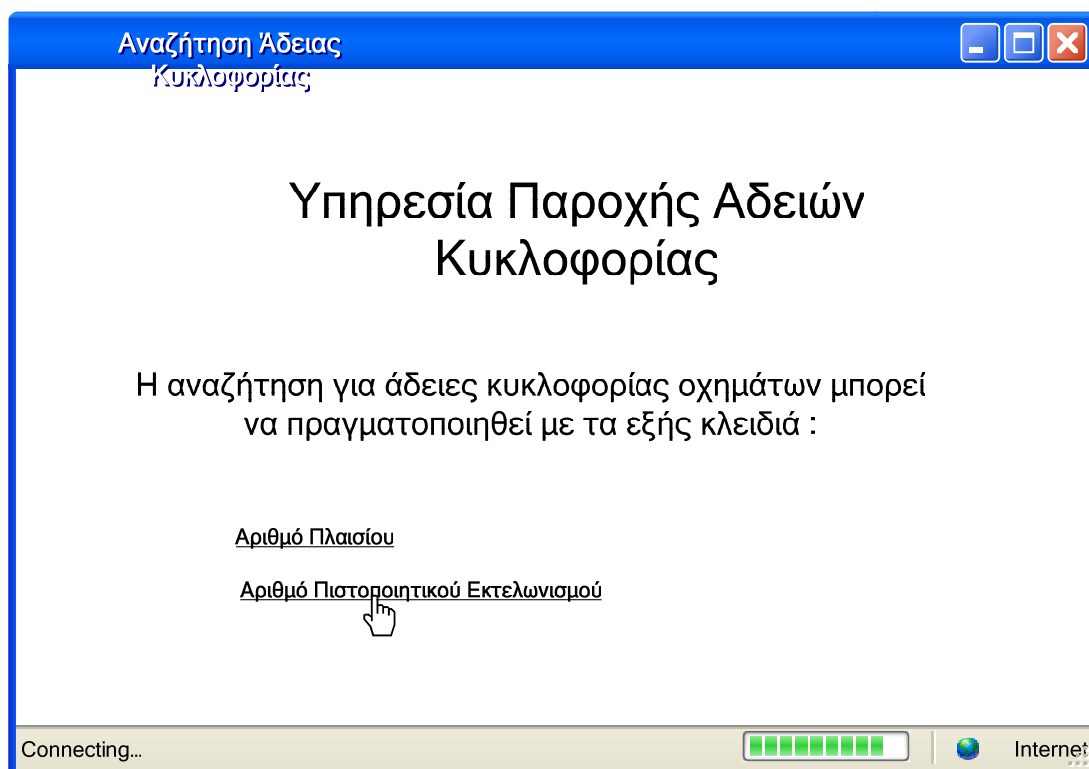 Αναζήτηση Άδειας
Κυκλοφορίας
Υπηρεσία Παροχής Αδειών
Κυκλοφορίας
Η αναζήτηση για άδειες κυκλοφορίας οχημάτων μπορεί
να πραγματοποιηθεί με τα εξής κλειδιά :
Αριθμό Πλαισίου
Αριθμό Πιστοποιητικού Εκτελωνισμού
Connecting...
Internet